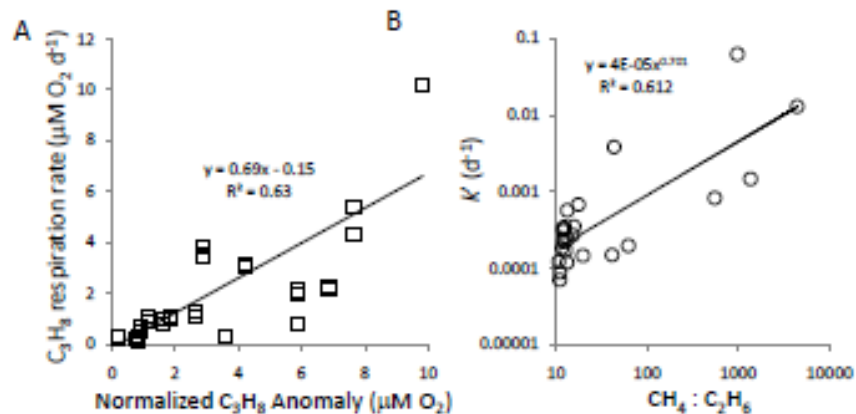 A
C₃H₈ respiration rate (μM O₂ d⁻¹)
12
10
8
6
4
2
0
y = 0.69x - 0.15
R² = 0.63
0 2 4 6 8 10
Normalized C₃H₈ Anomaly (μM O₂)
B
K' (d⁻¹)
0.1
0.01
0.001
0.0001
0.00001
y = 4E-05x^0.701
R² = 0.612
10 100 1000 10000
CH₄ : C₂H₆